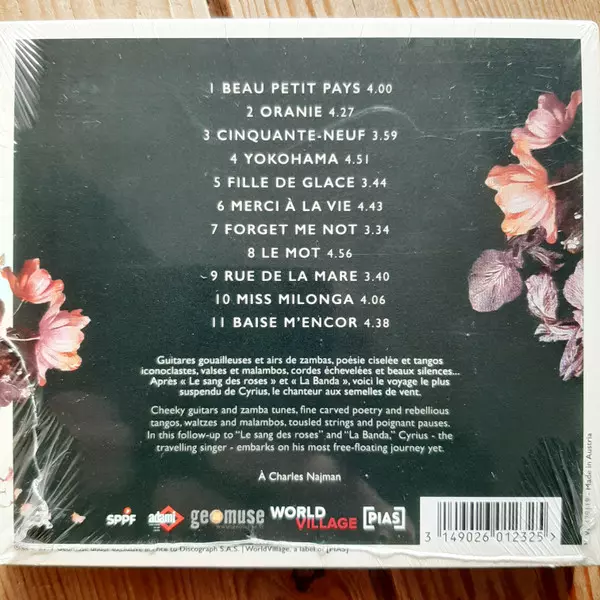 1 BEAU PETIT PAYS 4.00
2 ORANIE 4.27
3 CINQUANTE-NEUF 3.59
4 YOKOHAMA 4.51
5 FILLE DE GLACE 3.44
6 MERCI À LA VIE 4.43
7 FORGET ME NOT 3.34
8 LE MOT 4.56
9 RUE DE LA MARE 3.40
10 MISS MILONGA 4.06
11 BAISE M'ENCOR 4.38
Guitares gouailleuses et airs de zambas, poésie ciselée et tangos
iconoclastes, valses et malambos, cordes échevelées et beaux silences...
Après « Le sang des roses » et « La Banda », voici le voyage le plus
suspendu de Cyrius, le chanteur aux semelles de vent.
Cheeky guitars and zamba tunes, fine carved poetry and rebellious
tangos, waltzes and malambos, tousled strings and poignant pauses.
In this follow-up to "Le sang des roses" and "La Banda," Cyrius - the
travelling singer - embarks on his most free-floating journey yet.
À Charles Najman
SPPF adami geomuse WORLD VILLAGE [PIAS]
3 149026 012325
exclusive to Discograph S.A.S. | WorldVillage, a label of [PIAS]
Made in Austria